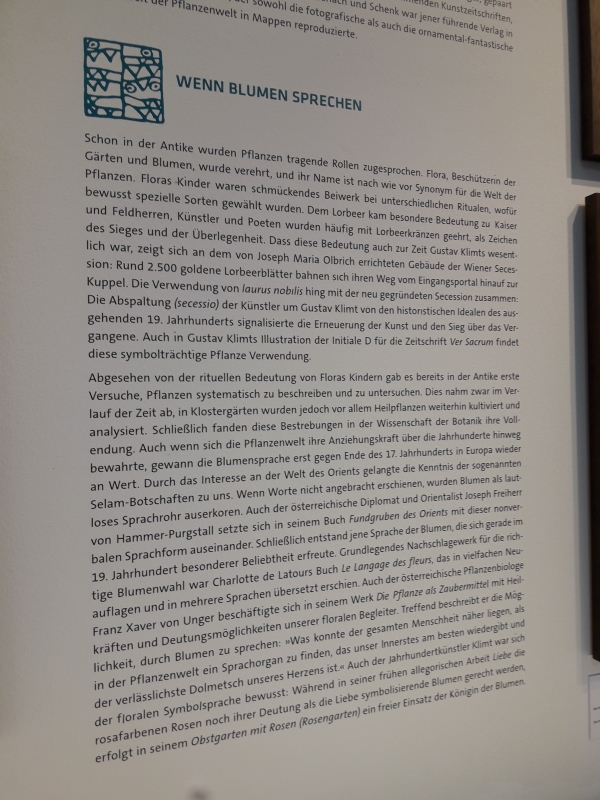 menden Kunstzeitschriften,
und Schenk war jener führende Verlag in
sowohl die fotografische als auch die ornamental-fantastische
der Pflanzenwelt in Mappen reproduzierte.
WENN BLUMEN SPRECHEN
Schon in der Antike wurden Pflanzen tragende Rollen zugesprochen. Flora, Beschützerin der
Gärten und Blumen, wurde verehrt, und ihr Name ist nach wie vor Synonym für die Welt der
Pflanzen. Floras Kinder waren schmückendes Beiwerk bei unterschiedlichen Ritualen, wofür
bewusst spezielle Sorten gewählt wurden. Dem Lorbeer kam besondere Bedeutung zu: Kaiser
und Feldherren, Künstler und Poeten wurden häufig mit Lorbeerkränzen geehrt, als Zeichen
des Sieges und der Überlegenheit. Dass diese Bedeutung auch zur Zeit Gustav Klimts wesent-
lich war, zeigt sich an dem von Joseph Maria Olbrich errichteten Gebäude der Wiener Seces-
sion: Rund 2.500 goldene Lorbeerblätter bahnen sich ihren Weg vom Eingangsportal hinauf zur
Kuppel. Die Verwendung von laurus nobilis hing mit der neu gegründeten Secession zusammen:
Die Abspaltung (secessio) der Künstler um Gustav Klimt von den historistischen Idealen des aus-
gehenden 19. Jahrhunderts signalisierte die Erneuerung der Kunst und den Sieg über das Ver-
gangene. Auch in Gustav Klimts Illustration der Initiale D für die Zeitschrift Ver Sacrum findet
diese symbolträchtige Pflanze Verwendung.
Abgesehen von der rituellen Bedeutung von Floras Kindern gab es bereits in der Antike erste
Versuche, Pflanzen systematisch zu beschreiben und zu untersuchen. Dies nahm zwar im Ver-
lauf der Zeit ab, in Klostergärten wurden jedoch vor allem Heilpflanzen weiterhin kultiviert und
analysiert. Schließlich fanden diese Bestrebungen in der Wissenschaft der Botanik ihre Voll-
endung. Auch wenn sich die Pflanzenwelt ihre Anziehungskraft über die Jahrhunderte hinweg
bewahrte, gewann die Blumensprache erst gegen Ende des 17. Jahrhunderts in Europa wieder
an Wert. Durch das Interesse an der Welt des Orients gelangte die Kenntnis der sogenannten
Selam-Botschaften zu uns. Wenn Worte nicht angebracht erschienen, wurden Blumen als laut-
loses Sprachrohr auserkoren. Auch der österreichische Diplomat und Orientalist Joseph Freiherr
von Hammer-Purgstall setzte sich in seinem Buch Fundgruben des Orients mit dieser nonver-
balen Sprachform auseinander. Schließlich entstand jene Sprache der Blumen, die sich gerade im
19. Jahrhundert besonderer Beliebtheit erfreute. Grundlegendes Nachschlagewerk für die rich-
tige Blumenwahl war Charlotte de Latours Buch Le Langage des fleurs, das in vielfachen Neu-
auflagen und in mehrere Sprachen übersetzt erschien. Auch der österreichische Pflanzenbiologe
Franz Xaver von Unger beschäftigte sich in seinem Werk Die Pflanze als Zaubermittel mit Heil-
kräften und Deutungsmöglichkeiten unserer floralen Begleiter. Treffend beschreibt er die Mög-
lichkeit, durch Blumen zu sprechen: »Was konnte der gesamten Menschheit näher liegen, als
in der Pflanzenwelt ein Sprachorgan zu finden, das unser Innerstes am besten wiedergibt und
der verlässlichste Dolmetsch unseres Herzens ist.« Auch der Jahrhundertkünstler Klimt war sich
der floralen Symbolsprache bewusst: Während in seiner frühen allegorischen Arbeit Liebe die
rosafarbenen Rosen noch ihrer Deutung als die Liebe symbolisierende Blumen gerecht werden,
erfolgt in seinem Obstgarten mit Rosen (Rosengarten) ein freier Einsatz der Königin der Blumen.